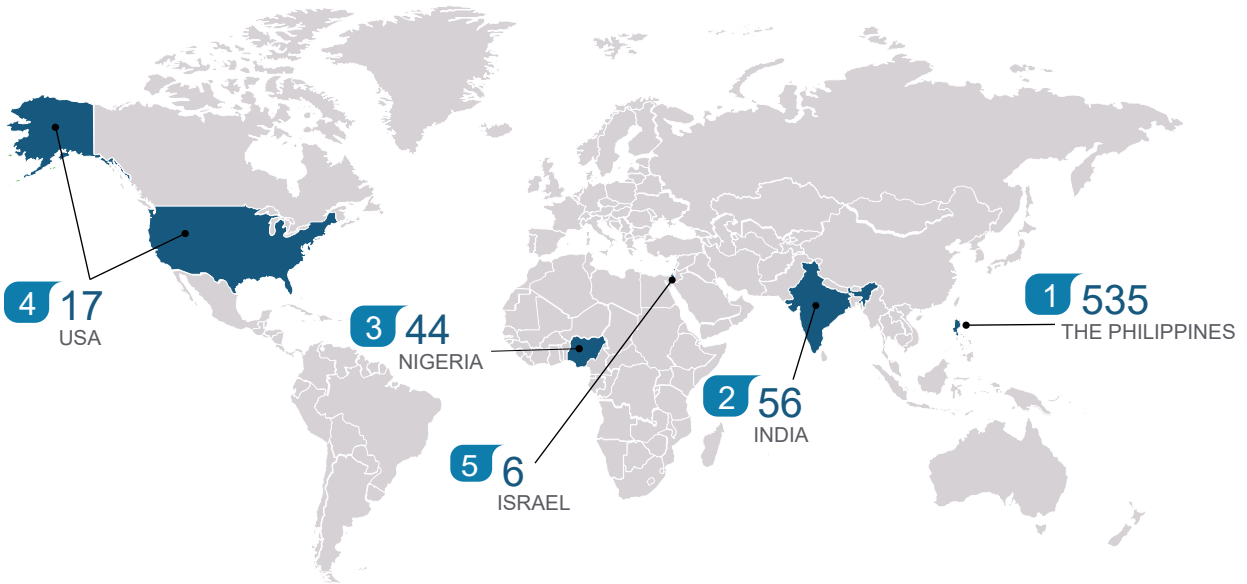 1 535
THE PHILIPPINES
2 56
INDIA
3 44
NIGERIA
4 17
USA
5 6
ISRAEL